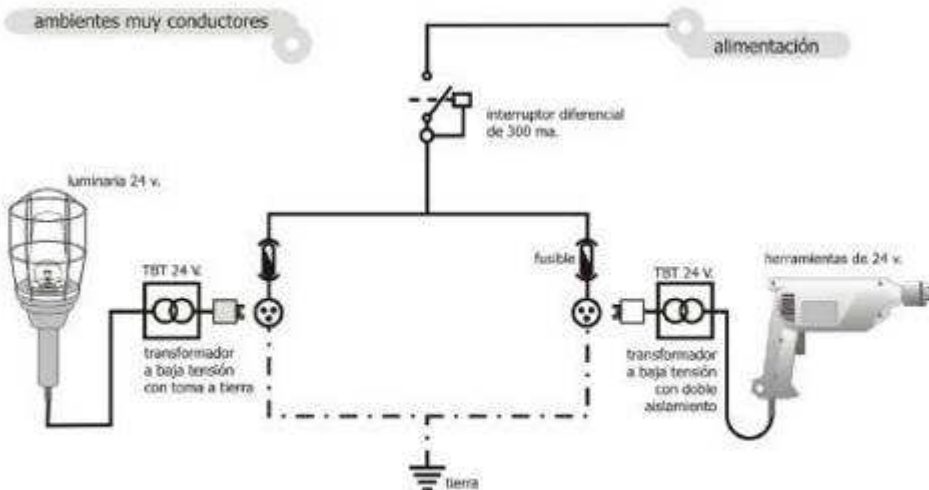 ambientes muy conductores
alimentación
interruptor diferencial
de 300 ma.
luminaria 24 v.
TBT 24 V.
fusible
TBT 24 V.
herramientas de 24 v.
transformador
a baja tensión
con toma a tierra
transformador
a baja tensión
con doble
aislamiento
tierra